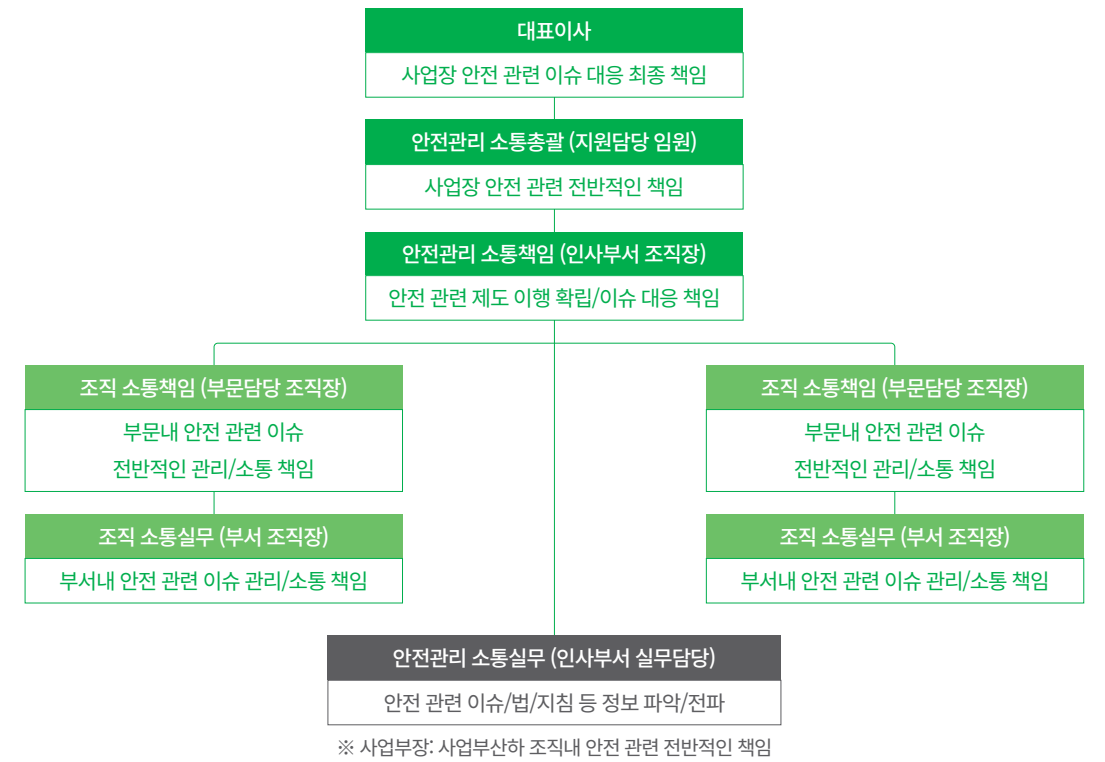 대표이사
사업장 안전 관련 이슈 대응 최종 책임
안전관리 소통총괄 (지원담당 임원)
사업장 안전 관련 전반적인 책임
안전관리 소통책임 (인사부서 조직장)
안전 관련 제도 이행 확립/이슈 대응 책임
조직 소통책임 (부문담당 조직장)
부문내 안전 관련 이슈
전반적인 관리/소통 책임
조직 소통실무 (부서 조직장)
부서내 안전 관련 이슈 관리/소통 책임
조직 소통책임 (부문담당 조직장)
부문내 안전 관련 이슈
전반적인 관리/소통 책임
조직 소통실무 (부서 조직장)
부서내 안전 관련 이슈 관리/소통 책임
안전관리 소통실무 (인사부서 실무담당)
안전 관련 이슈/법/지침 등 정보 파악/전파
※ 사업부장: 사업부산하 조직내 안전 관련 전반적인 책임